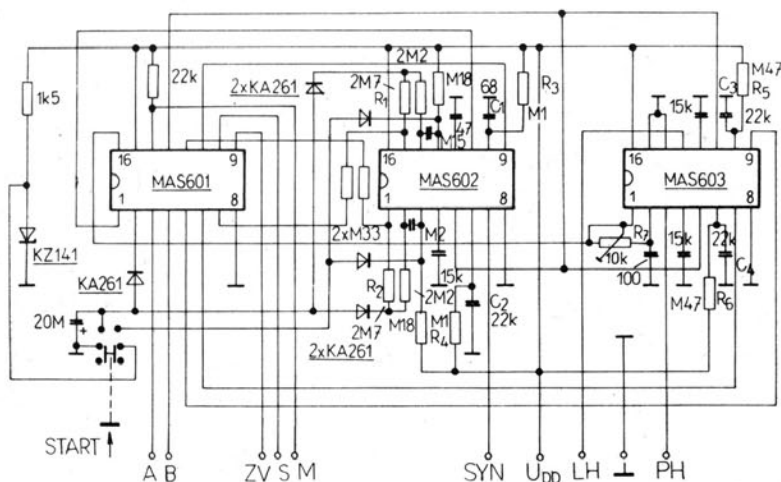 2M2
22k
2M7
M18
68
C1
R3
M47
1k5
2xKA261
R1
M1
15k
C3
R5
47
M15
22k
16
9
16
9
16
9
MAS601
MAS602
MAS603
1
8
1
8
1
8
2xM33
M2
R7
22k
KZ141
10k
15k
KA261
15k
100
C4
R2
2M2
C2
M47
R6
20M
+
2M7
M18
M1
22k
R4
2xKA261
START
A B ZV S M SYN UDD LH ⊥ PH